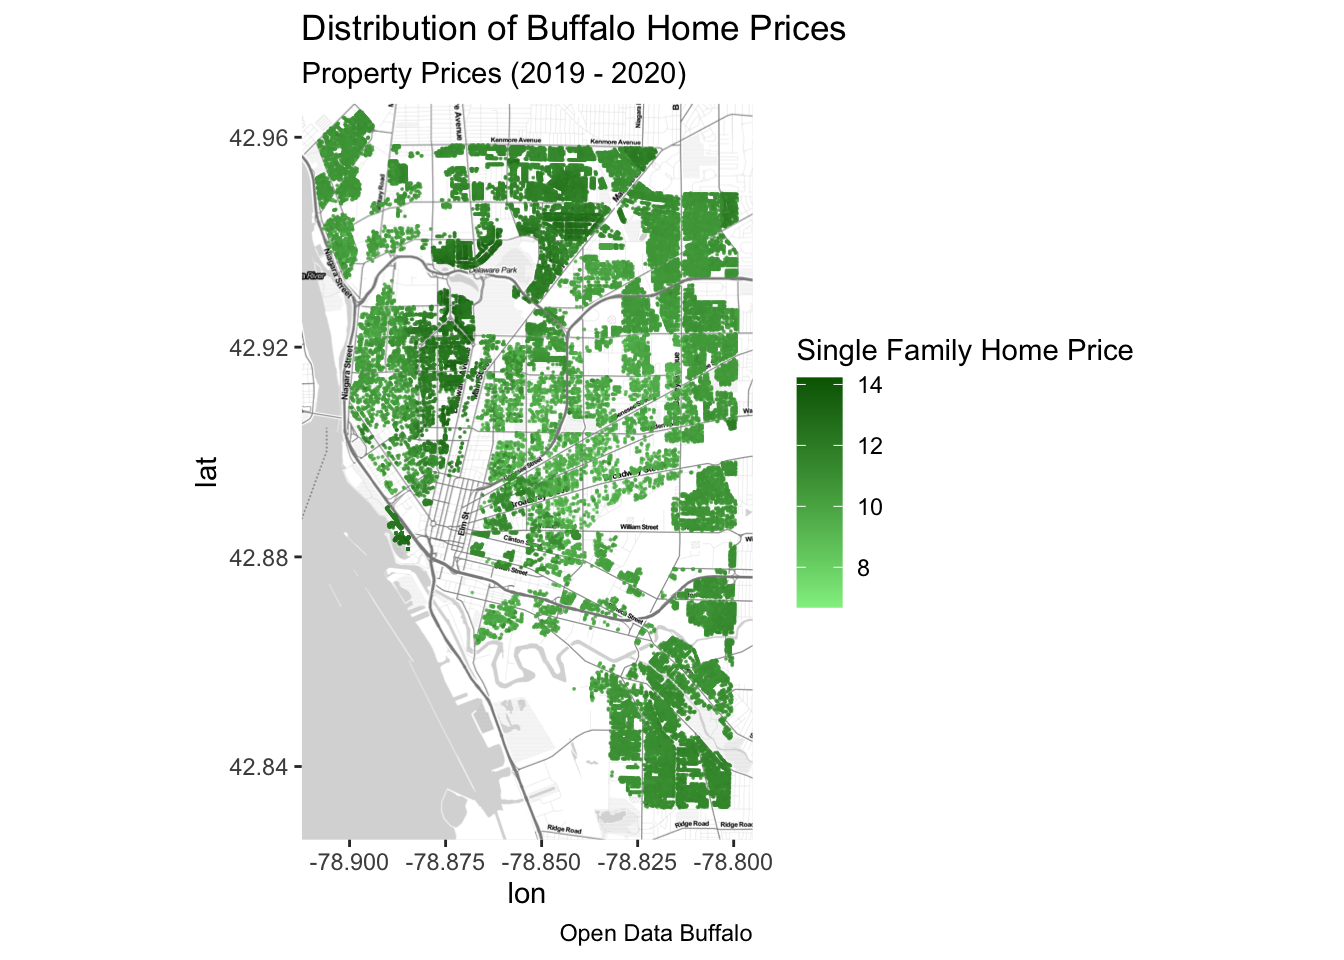 Distribution of Buffalo Home Prices
Property Prices (2019 - 2020)
42.96
42.92
42.88
42.84
lat
Kenmore Avenue
Kenmore Avenue
Niagara
Delaware Park
Niagara Street
Niagara Street
Main St
Elm St
William Street
Clinton
Ridge Road
Ridge Road
Ridge Road
-78.900
-78.875
-78.850
-78.825
-78.800
lon
Open Data Buffalo
Single Family Home Price
14
12
10
8